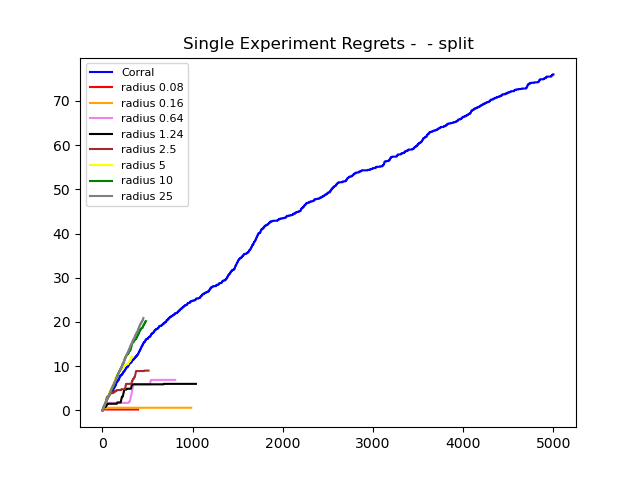 Single Experiment Regrets -  - split
Corral
radius 0.08
radius 0.16
radius 0.64
radius 1.24
radius 2.5
radius 5
radius 10
radius 25
70
60
50
40
30
20
10
0
0 1000 2000 3000 4000 5000